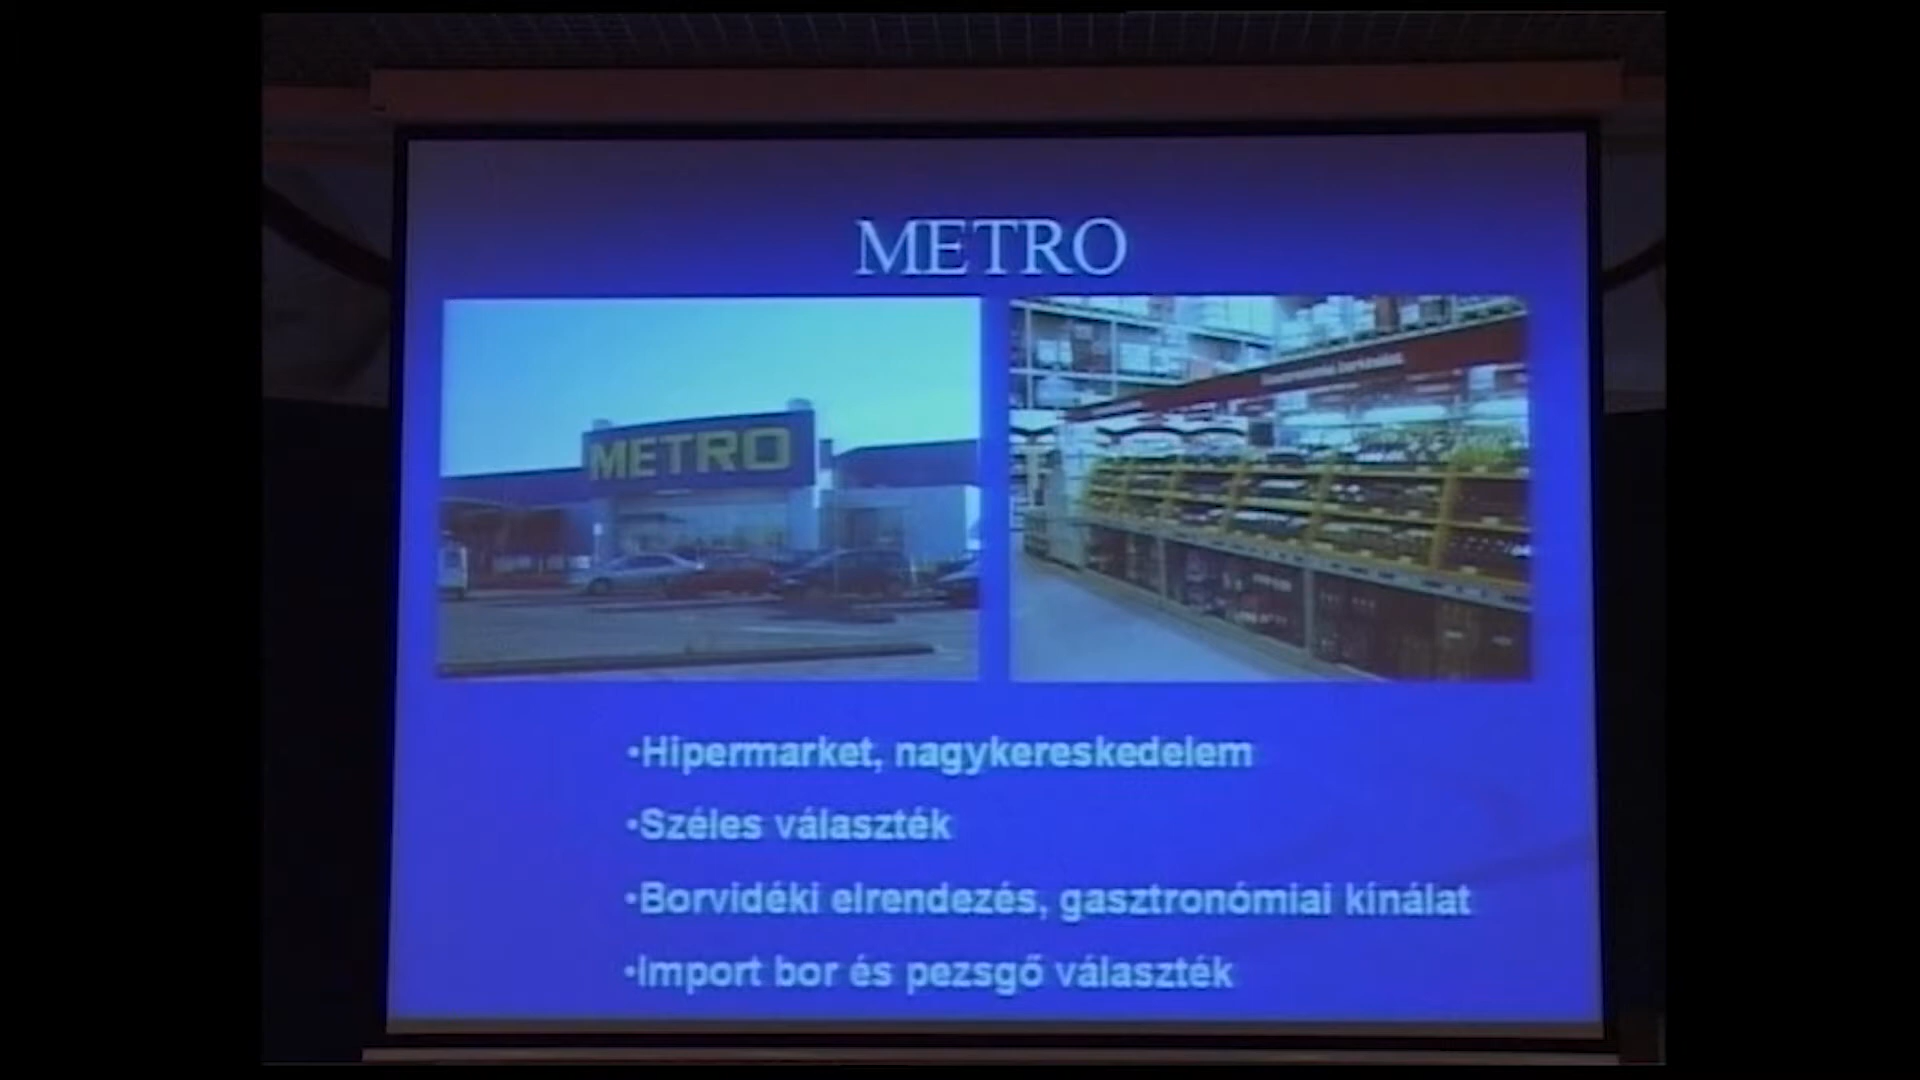 METRO
METRO
•Hipermarket, nagykereskedelem
•Széles választék
•Borvidéki elrendezés, gasztronómiai kínálat
•Import bor és pezsgő választék